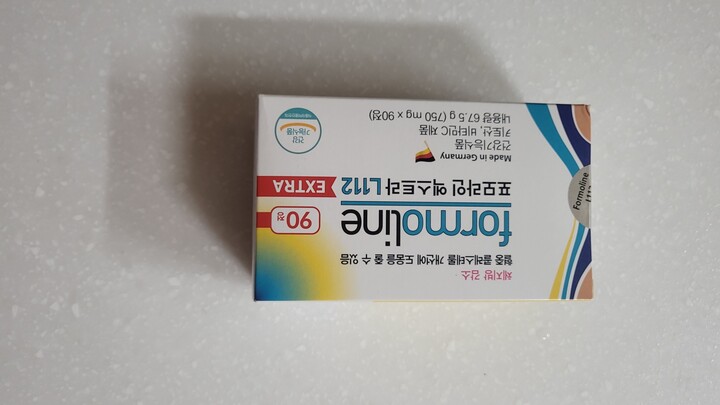 체지방 감소
혈중 콜레스테롤 개선에 도움을 줄 수 있음
formoline
90정
포모라인 엑스트라 L112 EXTRA
Made in Germany
건강기능식품
키토산, 비타민C 제품
내용량 67.5 g (750 mg x 90정)
건강
기능식품
Formoline
L112